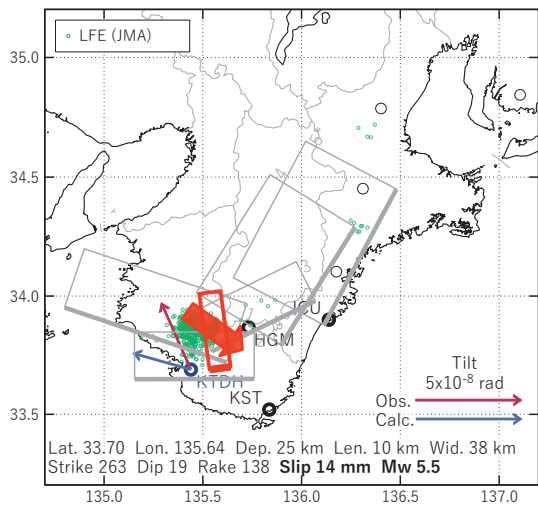 35.0
LFE (JMA)
5*
4
34.5
3
34.0
ICU
HGM
KTDH
Tilt
5x10-8 rad
KST
Obs.
33.5
Calc.
Lat. 33.70 Lon. 135.64 Dep. 25 km Len. 10 km Wid. 38 km
Strike 263 Dip 19 Rake 138 Slip 14 mm Mw 5.5
135.0 135.5 136.0 136.5 137.0